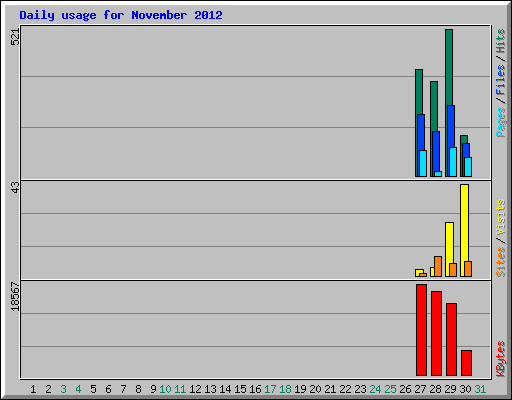 Daily usage for November 2012
521
Pages / Files / Hits
43
Sites / Visits
18567
KBytes
1 2 3 4 5 6 7 8 9 10 11 12 13 14 15 16 17 18 19 20 21 22 23 24 25 26 27 28 29 30 31